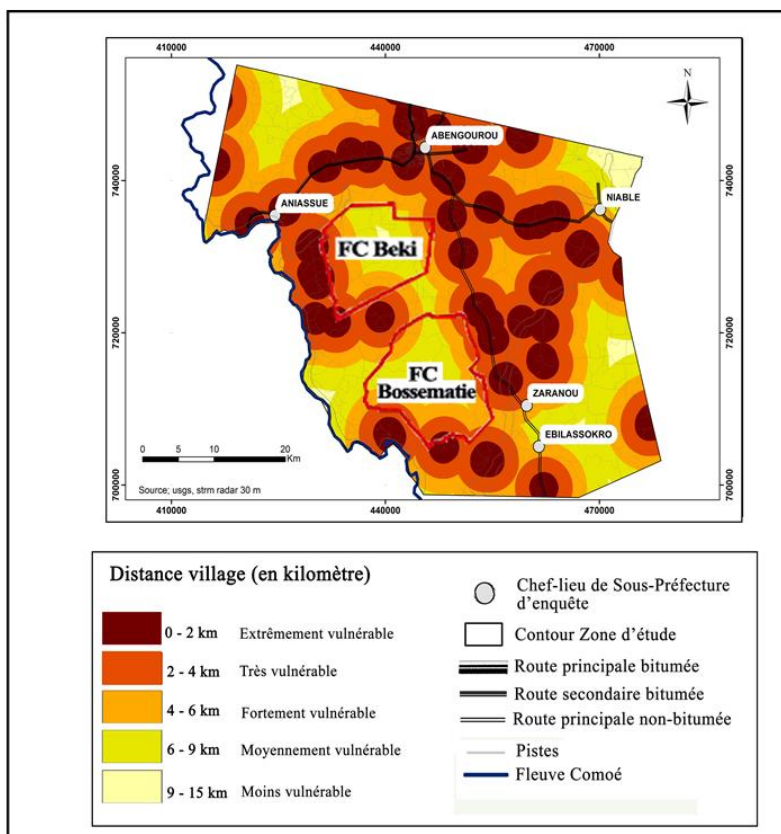 410000 440000 470000
N
ABENGOUROU
740000 740000
ANIASSUE
NIABLE
FC Beki
720000 720000
FC
Bossematie
ZARANOU
EBILASSOKRO
0 5 10 20
Km
700000 700000
Source; usgs, strm radar 30 m
410000 440000 470000
Distance village (en kilomètre)
0 - 2 km Extrêmement vulnérable
2 - 4 km Très vulnérable
4 - 6 km Fortement vulnérable
6 - 9 km Moyennement vulnérable
9 - 15 km Moins vulnérable
Chef-lieu de Sous-Préfecture
d'enquête
Contour Zone d'étude
Route principale bitumée
Route secondaire bitumée
Route principale non-bitumée
Pistes
Fleuve Comoé